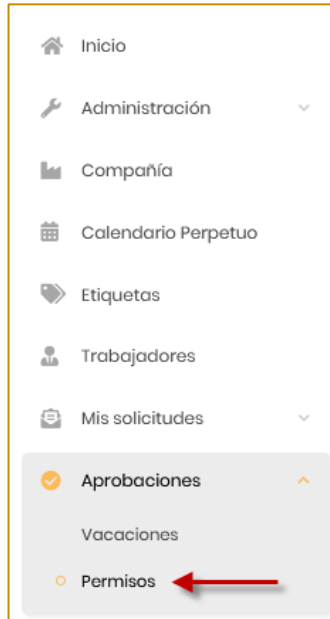 Inicio
Administración
Compañía
Calendario Perpetuo
Etiquetas
Trabajadores
Mis solicitudes
Aprobaciones
Vacaciones
Permisos